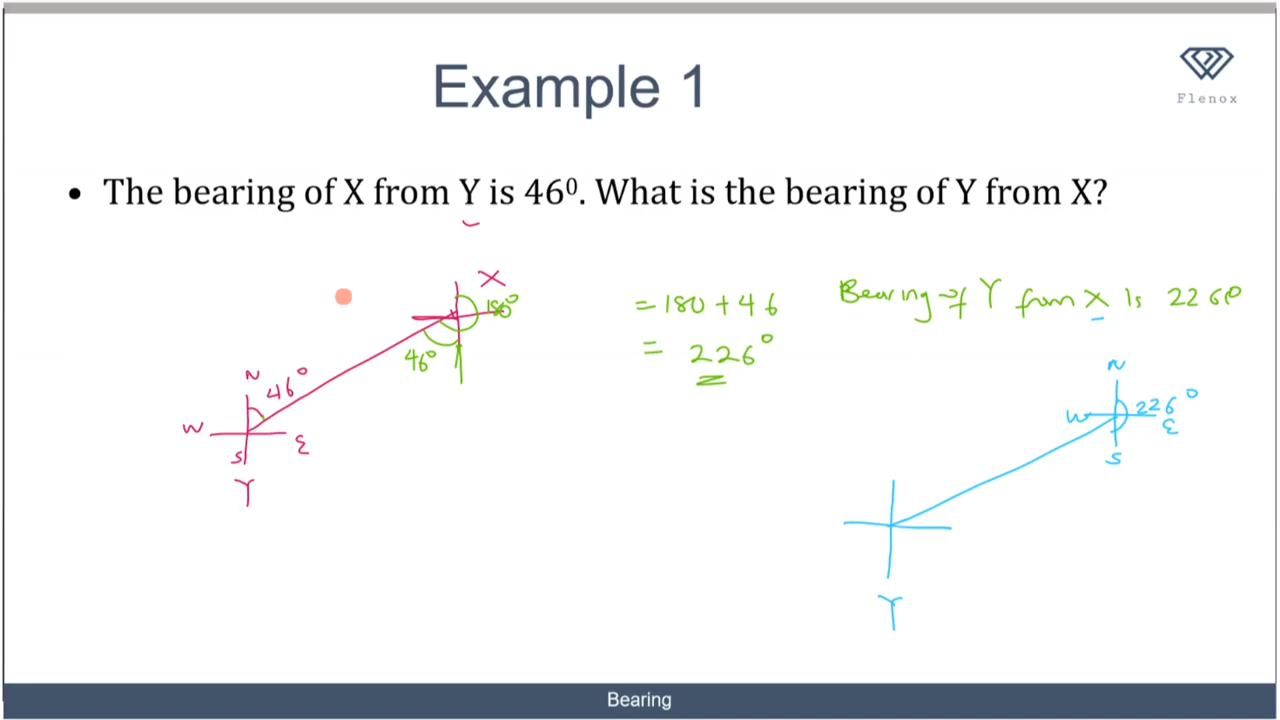 Example 1
Flenox
• The bearing of X from Y is 46⁰. What is the bearing of Y from X?
X
180°
46°
N
46°
W
E
S
Y
= 180 + 46
= 226°
Bearing of Y from X is 226°
N
W
226°
E
S
Y
Bearing